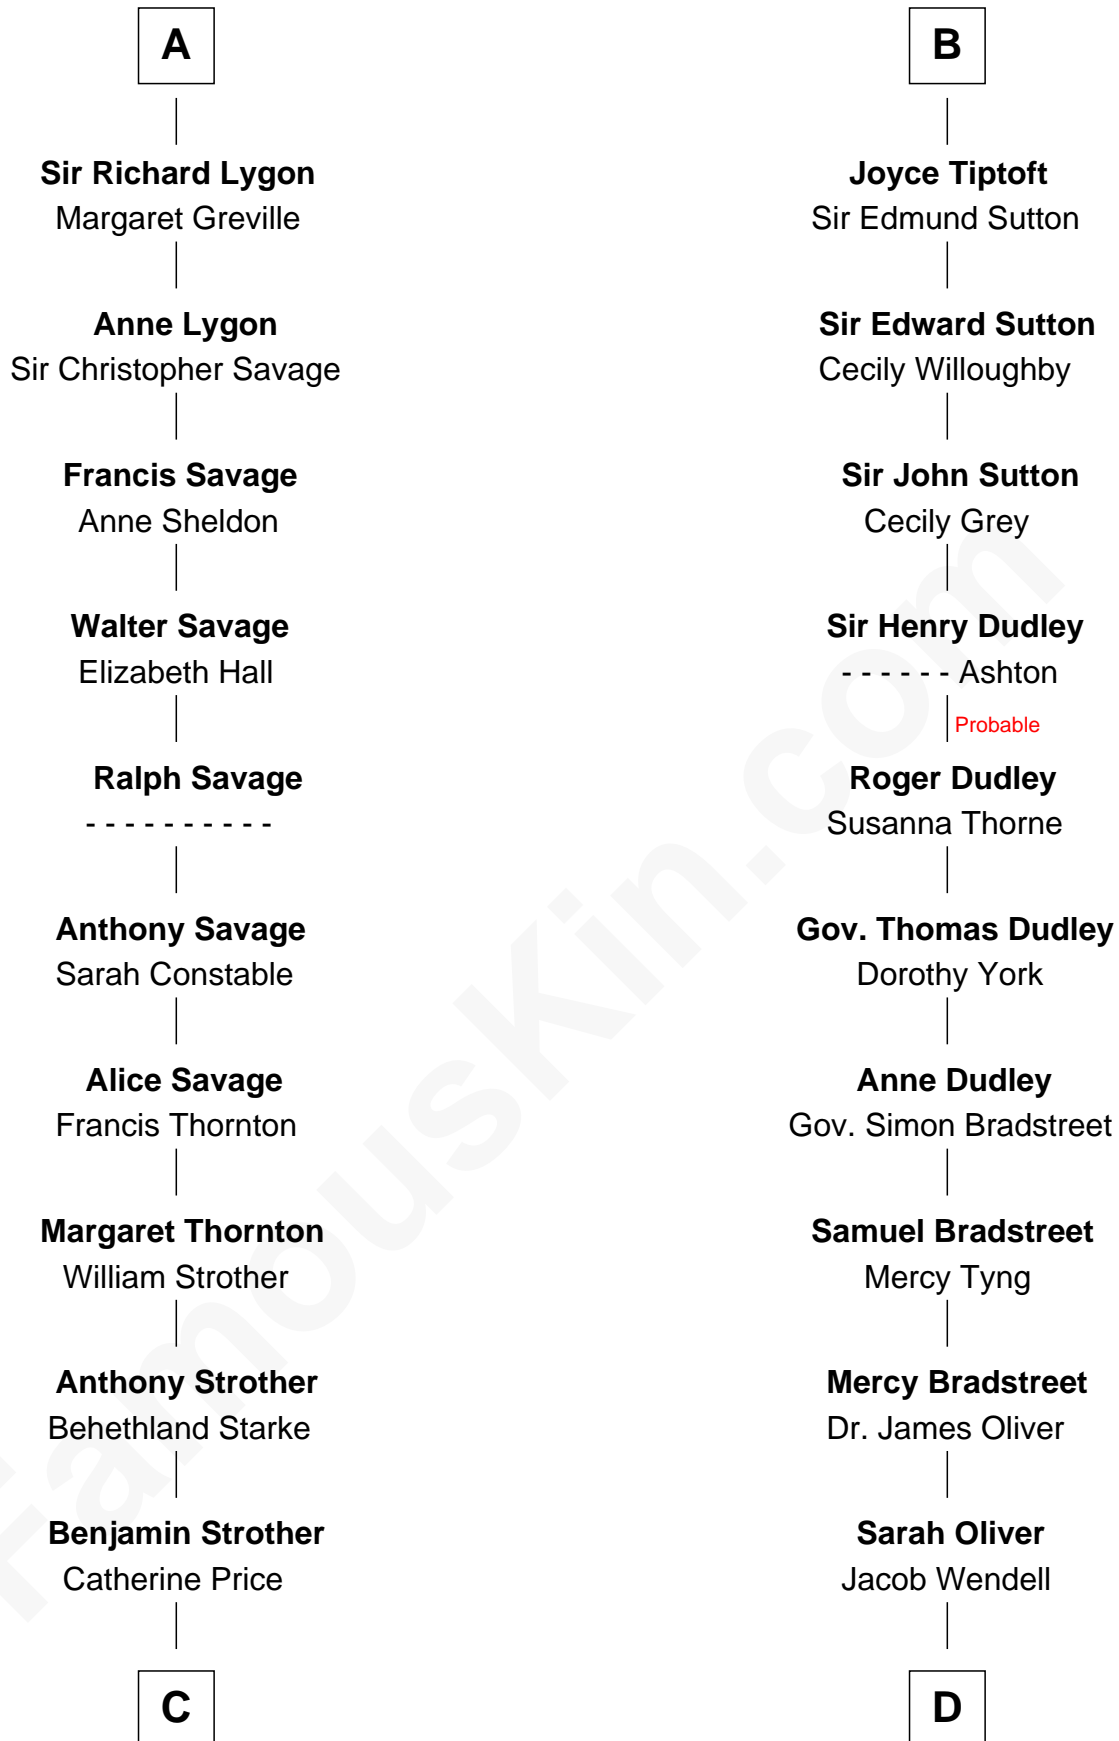 A
Sir Richard Lygon
Margaret Greville
Anne Lygon
Sir Christopher Savage
Francis Savage
Anne Sheldon
Walter Savage
Elizabeth Hall
Ralph Savage
- - - - - - - - - -
Anthony Savage
Sarah Constable
Alice Savage
Francis Thornton
Margaret Thornton
William Strother
Anthony Strother
Behethland Starke
Benjamin Strother
Catherine Price
C
B
Joyce Tiptoft
Sir Edmund Sutton
Sir Edward Sutton
Cecily Willoughby
Sir John Sutton
Cecily Grey
Sir Henry Dudley
- - - - - - Ashton
Probable
Roger Dudley
Susanna Thorne
Gov. Thomas Dudley
Dorothy York
Anne Dudley
Gov. Simon Bradstreet
Samuel Bradstreet
Mercy Tyng
Mercy Bradstreet
Dr. James Oliver
Sarah Oliver
Jacob Wendell
D
FamousKin.com